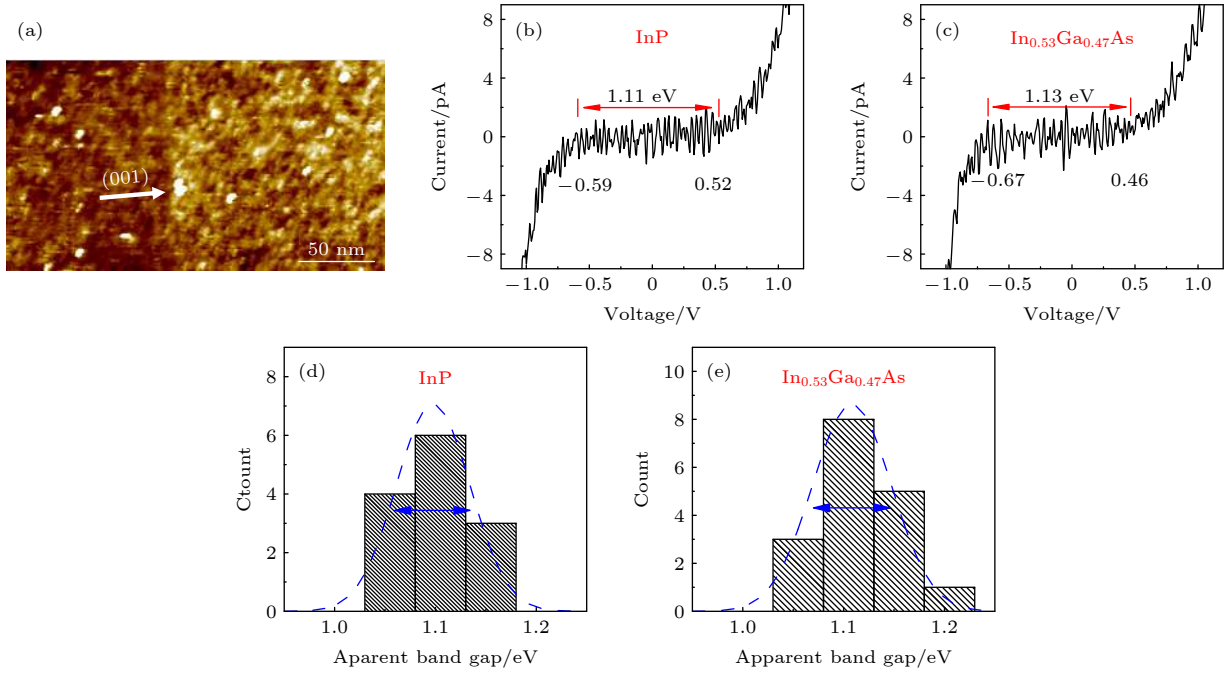 (a)
(001)
50 nm
(b)
InP
1.11 eV
−0.59
0.52
8
4
0
−4
−8
Current/pA
−1.0 −0.5 0 0.5 1.0
Voltage/V
(c)
In0.53Ga0.47As
1.13 eV
−0.67
0.46
8
4
0
−4
−8
Current/pA
−1.0 −0.5 0 0.5 1.0
Voltage/V
(d)
InP
8
6
4
2
0
Ctount
1.0 1.1 1.2
Aparent band gap/eV
(e)
In0.53Ga0.47As
10
8
6
4
2
0
Count
1.0 1.1 1.2
Apparent band gap/eV